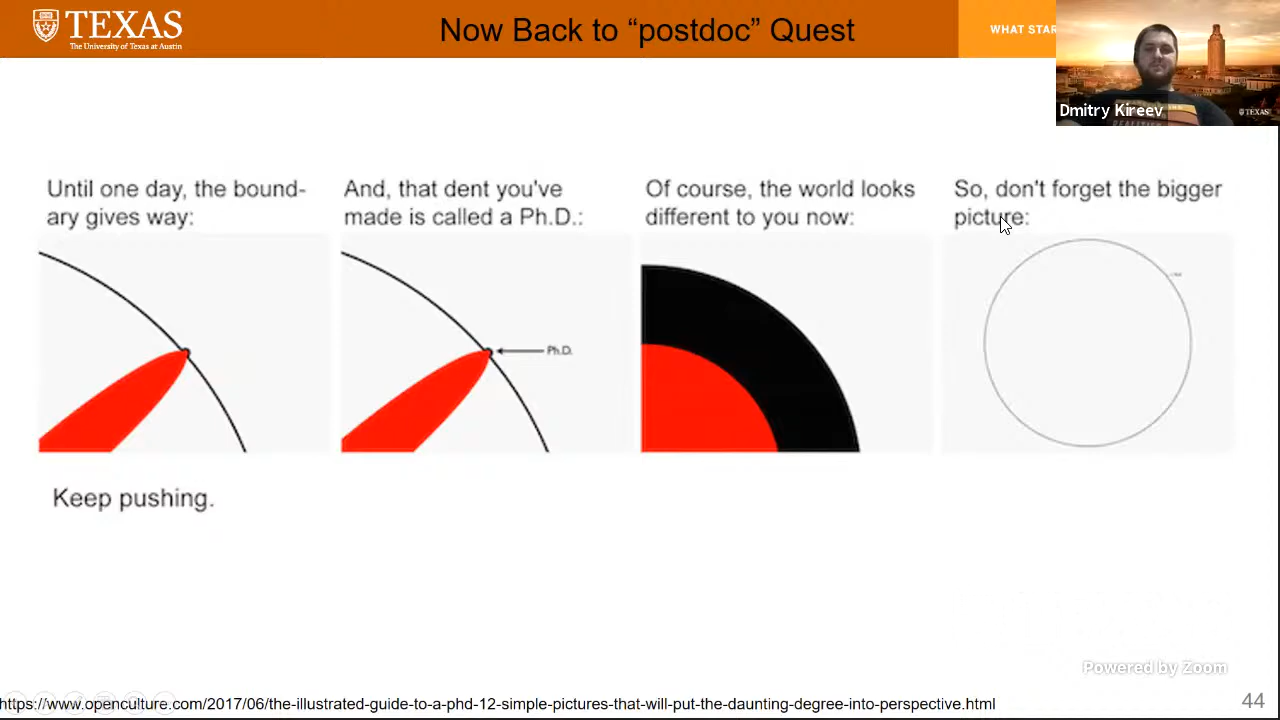 TEXAS
The University of Texas at Austin
Now Back to “postdoc” Quest
WHAT STAR
Dmitry Kireev
TEXAS
Until one day, the bound-
ary gives way:
And, that dent you've
made is called a Ph.D.:
Of course, the world looks
different to you now:
So, don't forget the bigger
picture:
Ph.D.
Keep pushing.
Powered by Zoom
https://www.openculture.com/2017/06/the-illustrated-guide-to-a-phd-12-simple-pictures-that-will-put-the-daunting-degree-into-perspective.html
44